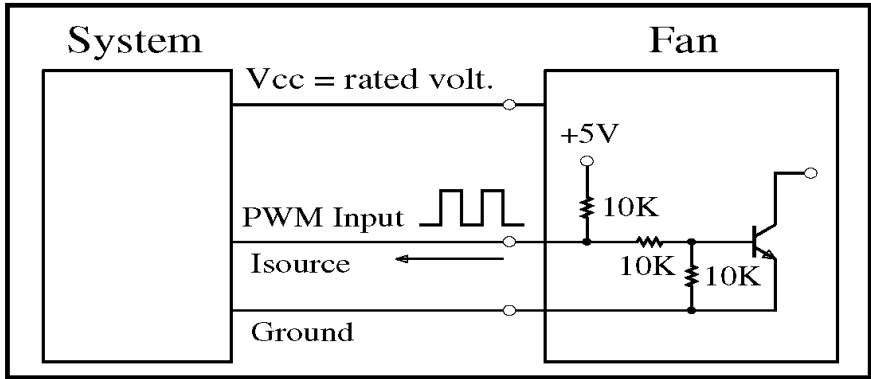 System
Fan
Vcc = rated volt.
+5V
10K
PWM Input
Isource
10K
10K
Ground